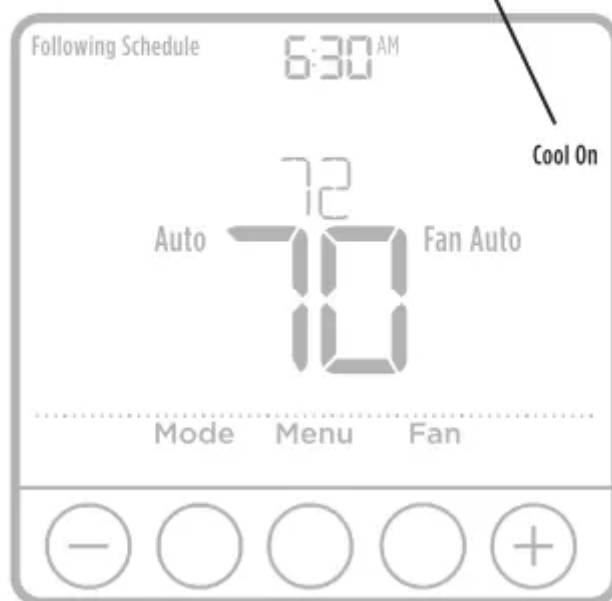 Following Schedule 6:30 AM
Cool On
72
Auto 70 Fan Auto
Mode Menu Fan
− +